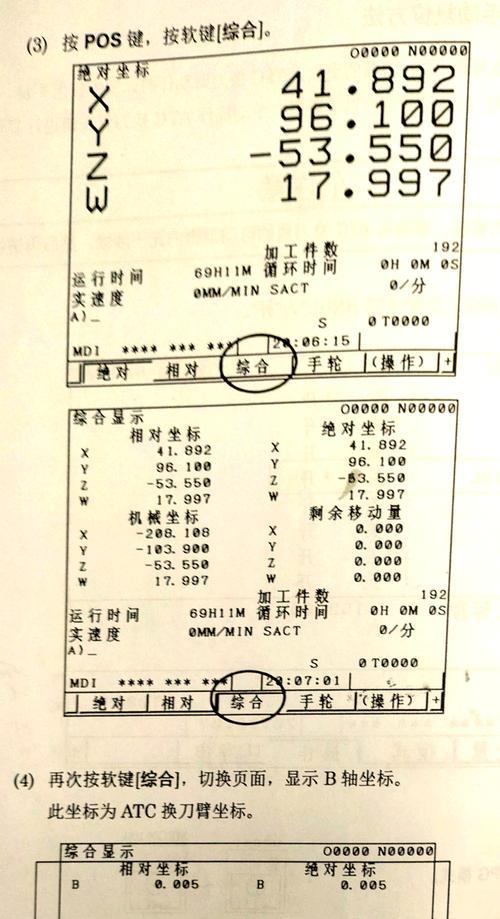 (3) 按 POS 键，按软键[综合]。
O0000 N00000
绝对坐标
X 41.892
Y 96.100
Z -53.550
W 17.997
加工件数 192
运行时间 69H11M 循环时间 0H 0M 0S
实速度 0MM/MIN SACT 0/分
A)_
S 0 T0000
MDI **** *** *** 20:06:15
绝对 相对 综合 手轮 (操作) +
综合显示 O0000 N00000
相对坐标 绝对坐标
X 41.892 X 41.892
Y 96.100 Y 96.100
Z -53.550 Z -53.550
W 17.997 W 17.997
机械坐标 剩余移动量
X -208.108 X 0.000
Y -103.900 Y 0.000
Z -53.550 Z 0.000
W 17.997 W 0.000
加工件数 192
运行时间 69H11M 循环时间 0H 0M 0S
实速度 0MM/MIN SACT 0/分
A)_
S 0 T0000
MDI **** *** *** 20:07:01
绝对 相对 综合 手轮 (操作) +
(4) 再次按软键[综合]，切换页面，显示 B 轴坐标。
此坐标为 ATC 换刀臂坐标。
综合显示 O0000 N00000
相对坐标 绝对坐标
B 0.005 B 0.005